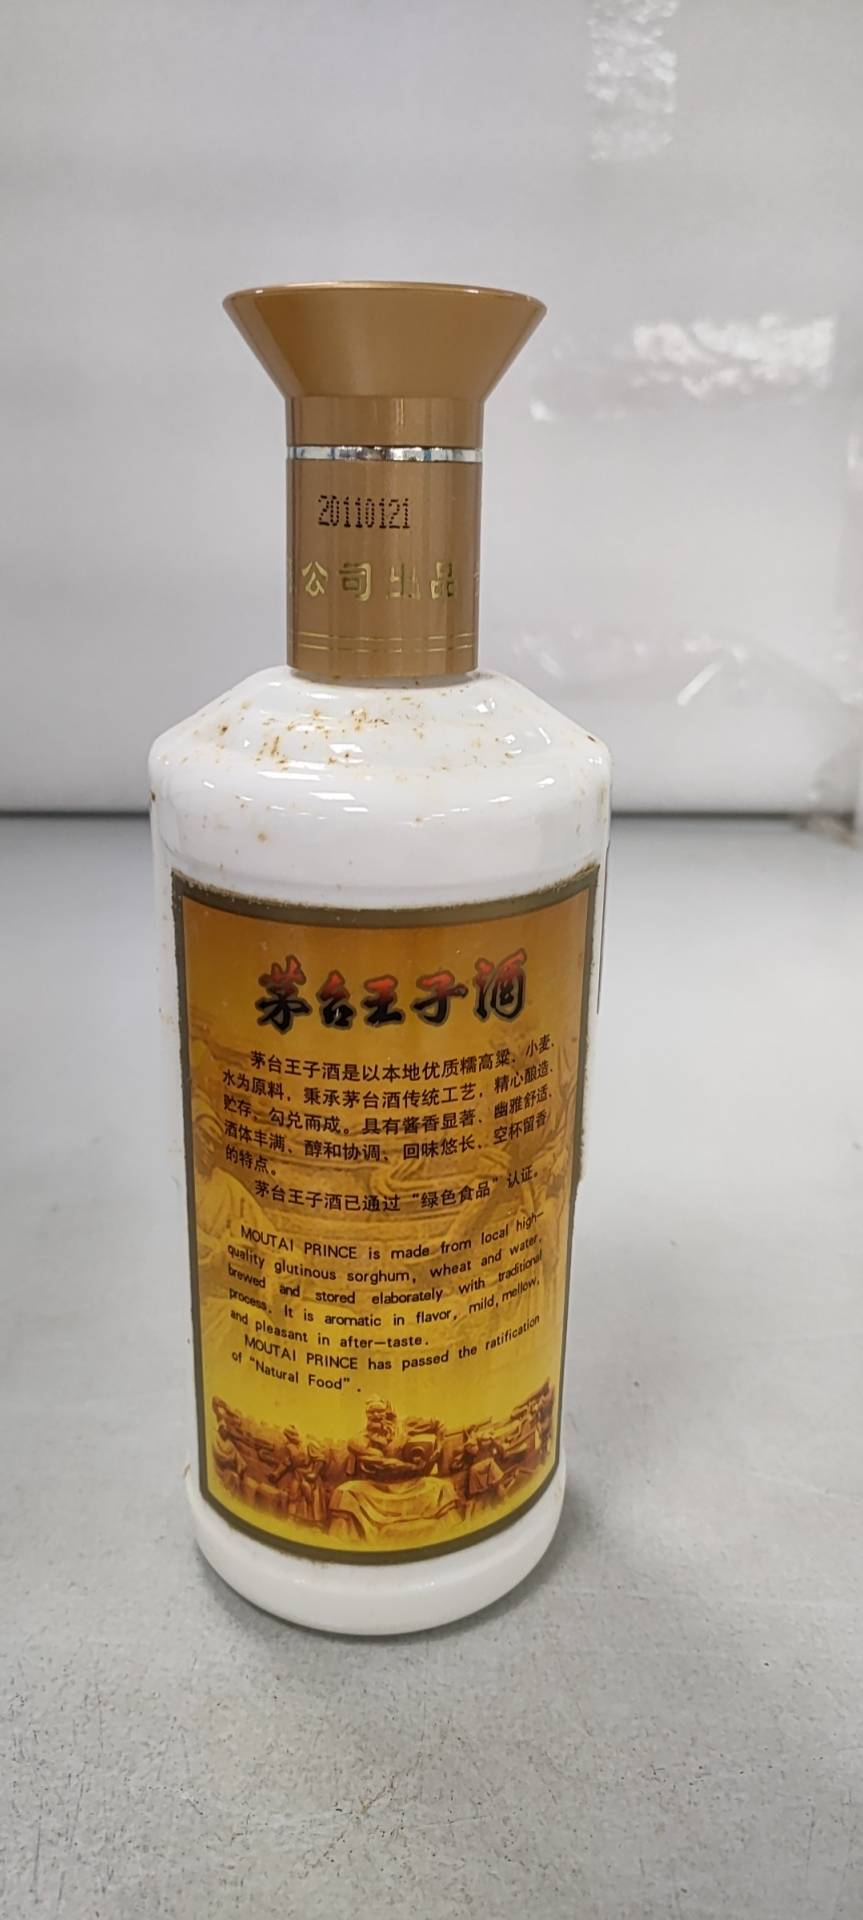 20110121
公司出品
茅台王子酒
茅台王子酒是以本地优质糯高粱、小麦、
水为原料，秉承茅台酒传统工艺，精心酿造、
贮存、勾兑而成。具有酱香显著、幽雅舒适、
酒体丰满、醇和协调、回味悠长、空杯留香
的特点。
茅台王子酒已通过“绿色食品”认证。
MOUTAI PRINCE is made from local high—
quality glutinous sorghum, wheat and water,
brewed and stored elaborately with traditional
process. It is aromatic in flavor, mild, mellow,
and pleasant in after—taste.
MOUTAI PRINCE has passed the ratification
of "Natural Food".